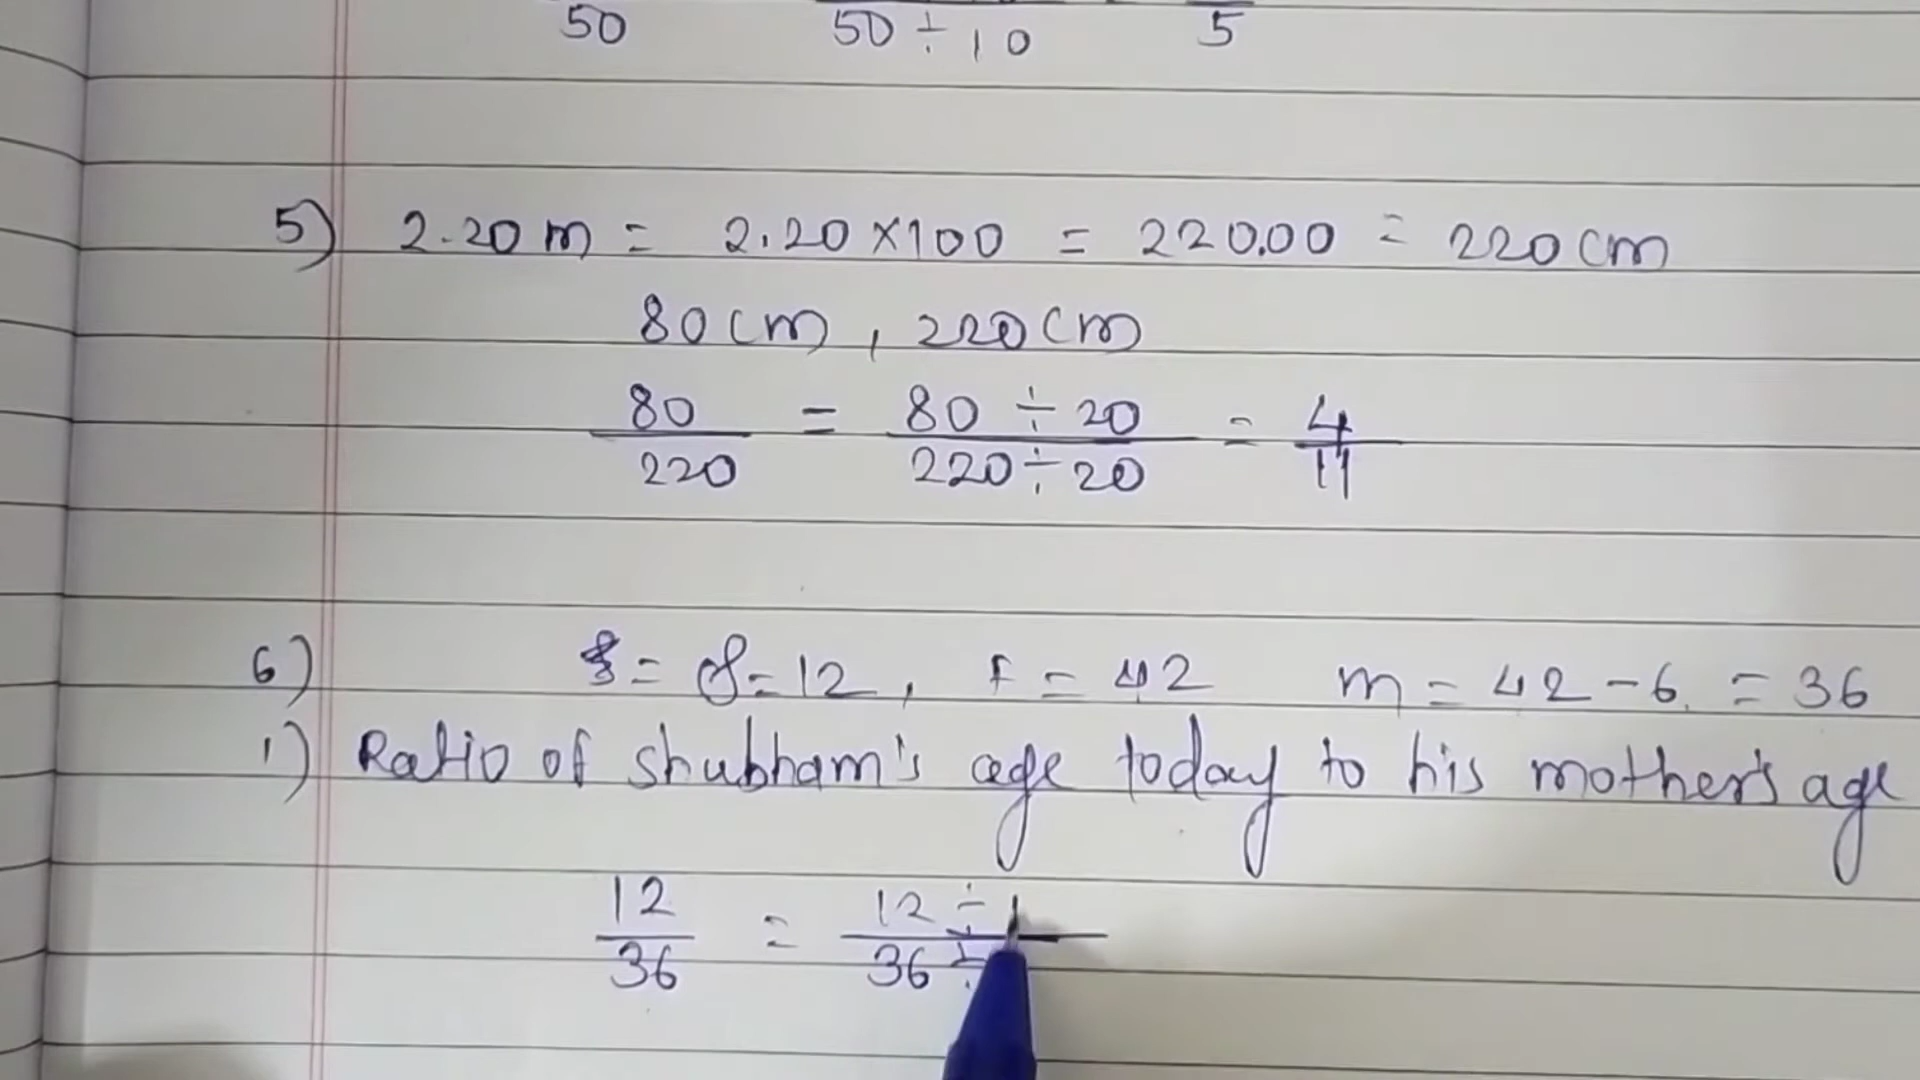 50 50 ÷ 10 5
5) 2.20 m = 2.20 × 100 = 220.00 = 220 cm
80 cm , 220 cm
80 = 80 ÷ 20 = 4
220 220 ÷ 20 11
6) = S = 12 , F = 42 m = 42 - 6 = 36
1) Ratio of shubham's age today to his mother's age
12 = 12 ÷ 1
36 36 ÷